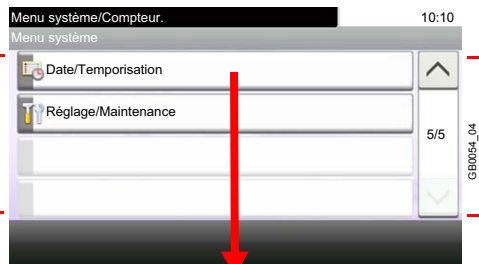 Menu système/Compteur. 10:10
Menu système
Date/Temporisation
Réglage/Maintenance
5/5
GB0054_04